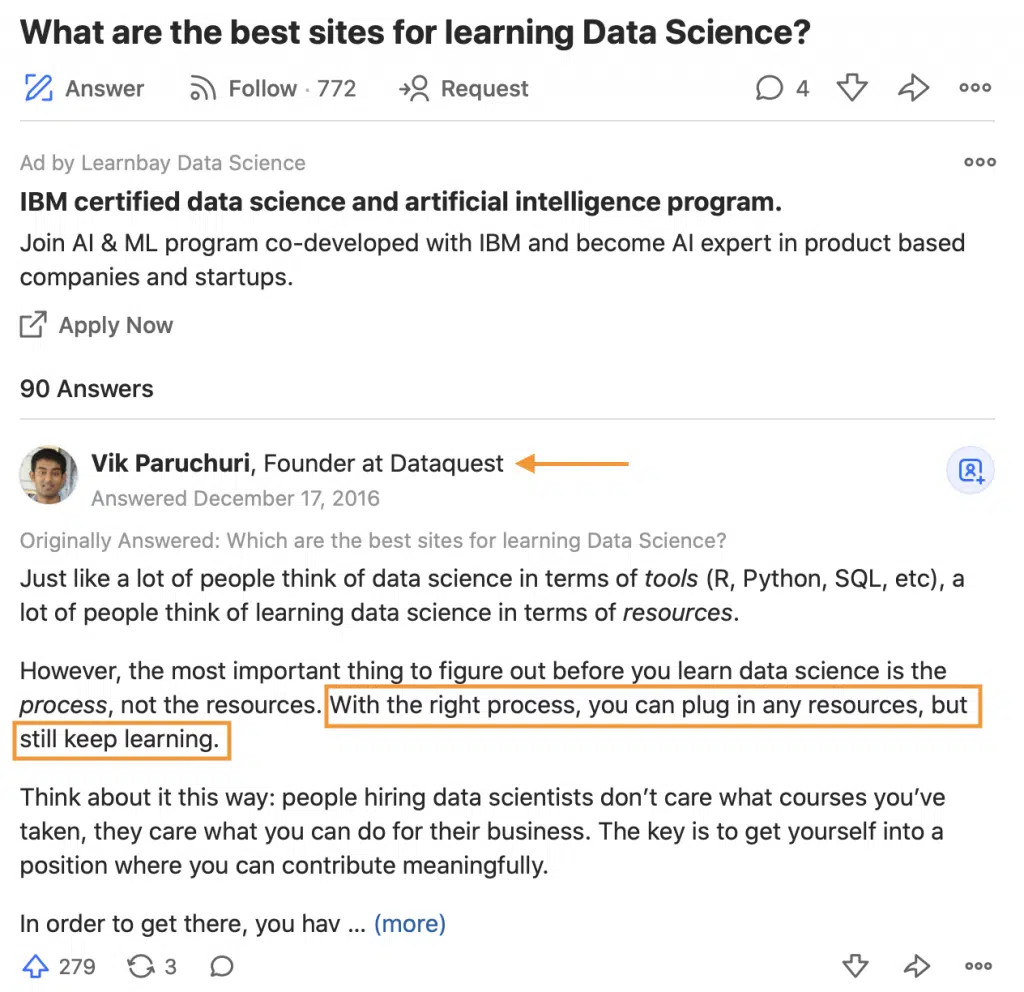 What are the best sites for learning Data Science?
Answer Follow · 772 Request 4
Ad by Learnbay Data Science
IBM certified data science and artificial intelligence program.
Join AI & ML program co-developed with IBM and become AI expert in product based
companies and startups.
Apply Now
90 Answers
Vik Paruchuri, Founder at Dataquest
Answered December 17, 2016
Originally Answered: Which are the best sites for learning Data Science?
Just like a lot of people think of data science in terms of tools (R, Python, SQL, etc), a
lot of people think of learning data science in terms of resources.
However, the most important thing to figure out before you learn data science is the
process, not the resources. With the right process, you can plug in any resources, but
still keep learning.
Think about it this way: people hiring data scientists don’t care what courses you’ve
taken, they care what you can do for their business. The key is to get yourself into a
position where you can contribute meaningfully.
In order to get there, you hav ... (more)
279 3